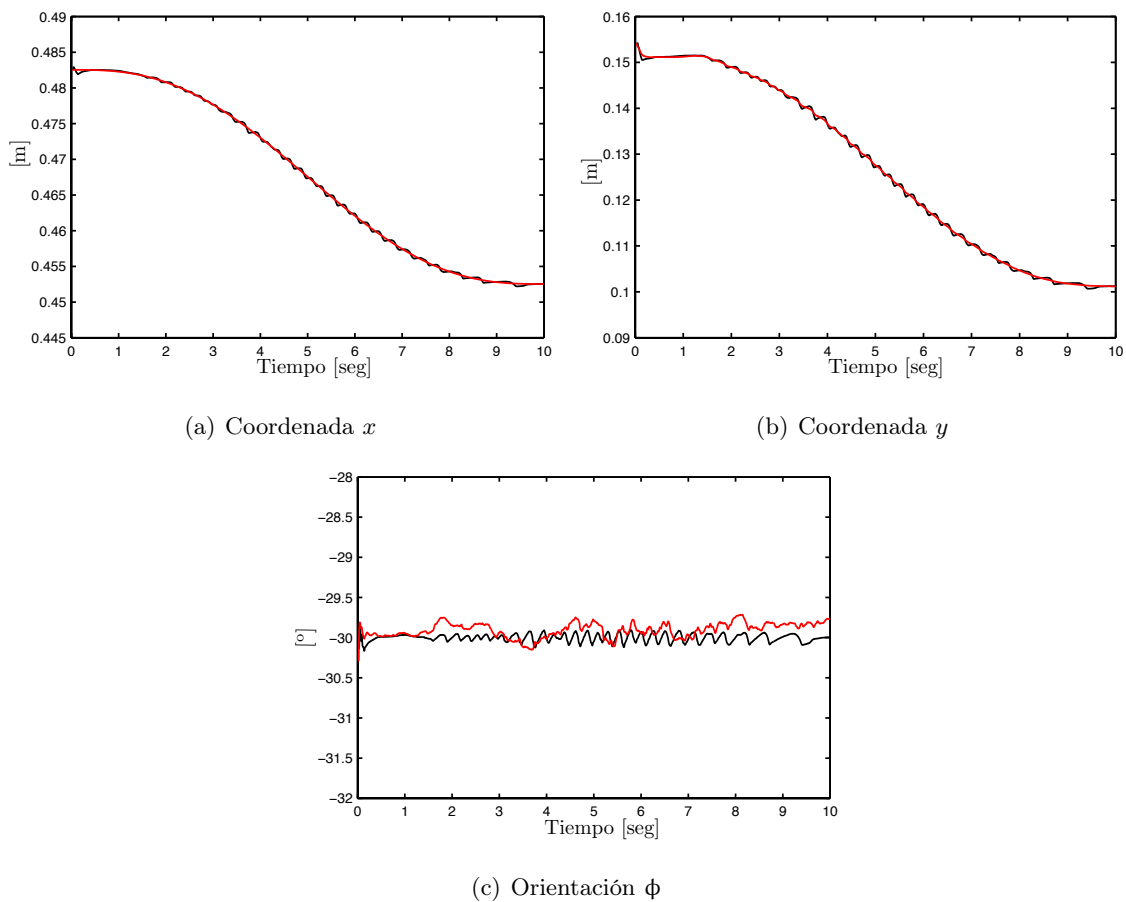 0.49
0.485
0.48
0.475
0.47
0.465
0.46
0.455
0.45
0.445
[m]
0 1 2 3 4 5 6 7 8 9 10
Tiempo [seg]
(a) Coordenada x
0.16
0.15
0.14
0.13
0.12
0.11
0.1
0.09
[m]
0 1 2 3 4 5 6 7 8 9 10
Tiempo [seg]
(b) Coordenada y
−28
−28.5
−29
−29.5
−30
−30.5
−31
−31.5
−32
[º]
0 1 2 3 4 5 6 7 8 9 10
Tiempo [seg]
(c) Orientación ϕ